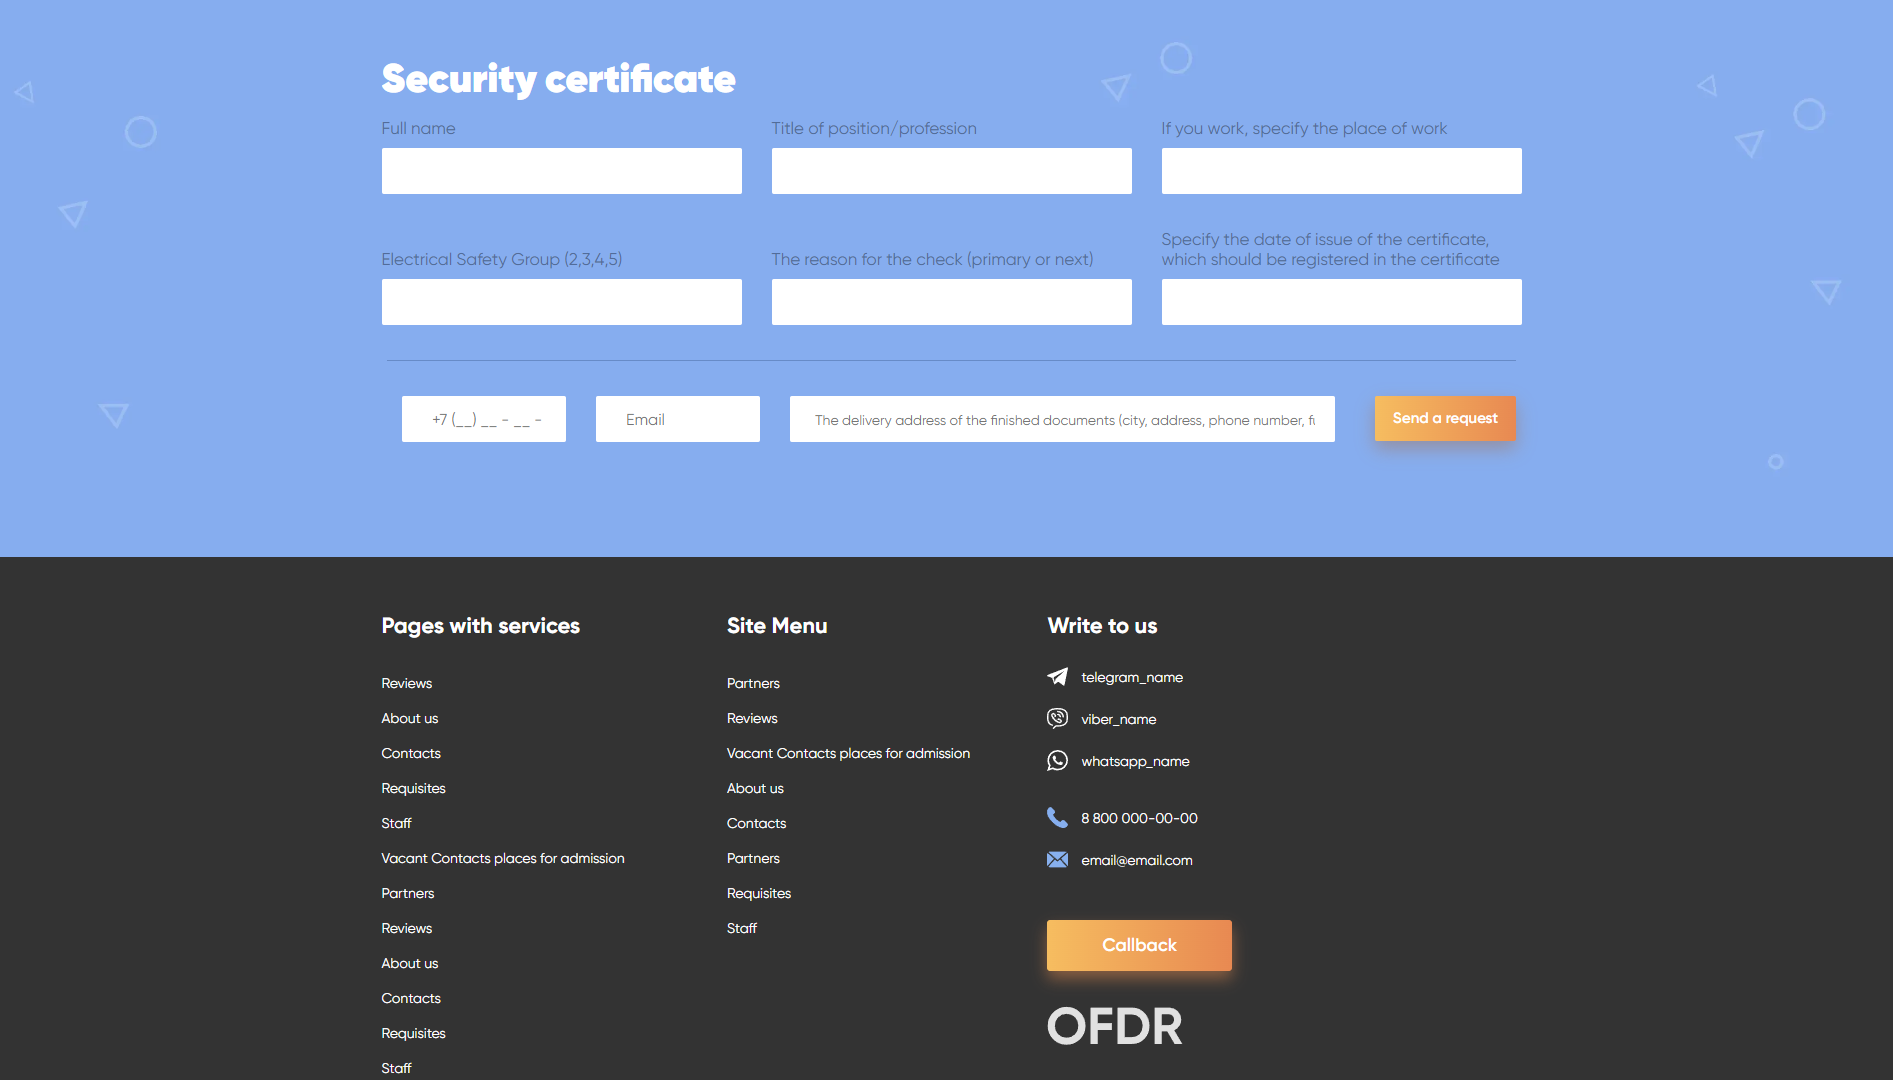 Security certificate
Full name
Title of position/profession
If you work, specify the place of work
Electrical Safety Group (2,3,4,5)
The reason for the check (primary or next)
Specify the date of issue of the certificate,
which should be registered in the certificate
+7 (__) __ - __ -
Email
The delivery address of the finished documents (city, address, phone number,
Send a request
Pages with services
Reviews
About us
Contacts
Requisites
Staff
Vacant Contacts places for admission
Partners
Reviews
About us
Contacts
Requisites
Staff
Site Menu
Partners
Reviews
Vacant Contacts places for admission
About us
Contacts
Partners
Requisites
Staff
Write to us
telegram_name
viber_name
whatsapp_name
8 800 000-00-00
email@email.com
Callback
OFDR